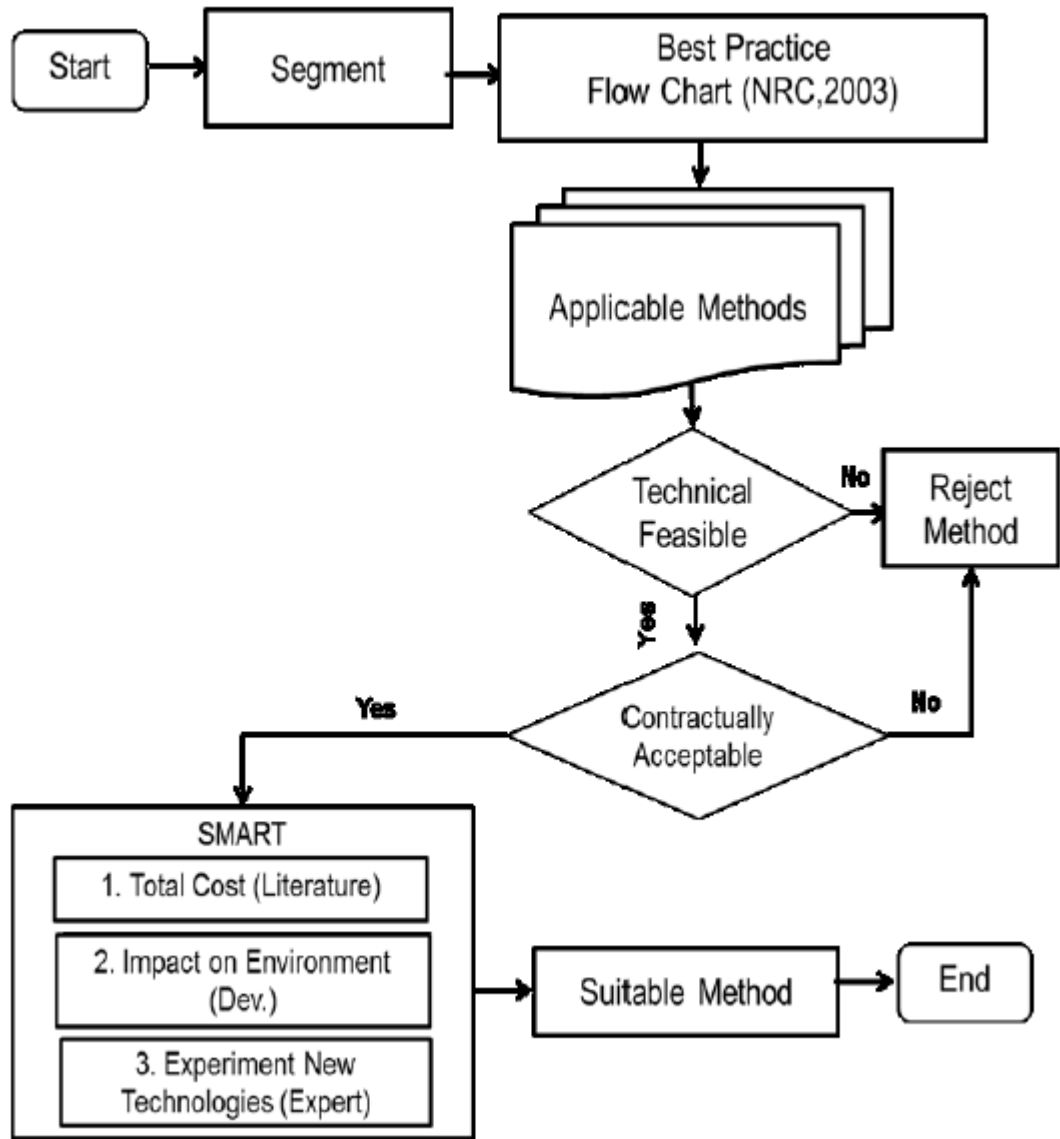 Start
Segment
Best Practice
Flow Chart (NRC,2003)
Applicable Methods
Technical
Feasible
No
Reject
Method
Yes
Contractually
Acceptable
Yes
No
SMART
1. Total Cost (Literature)
2. Impact on Environment
(Dev.)
3. Experiment New
Technologies (Expert)
Suitable Method
End